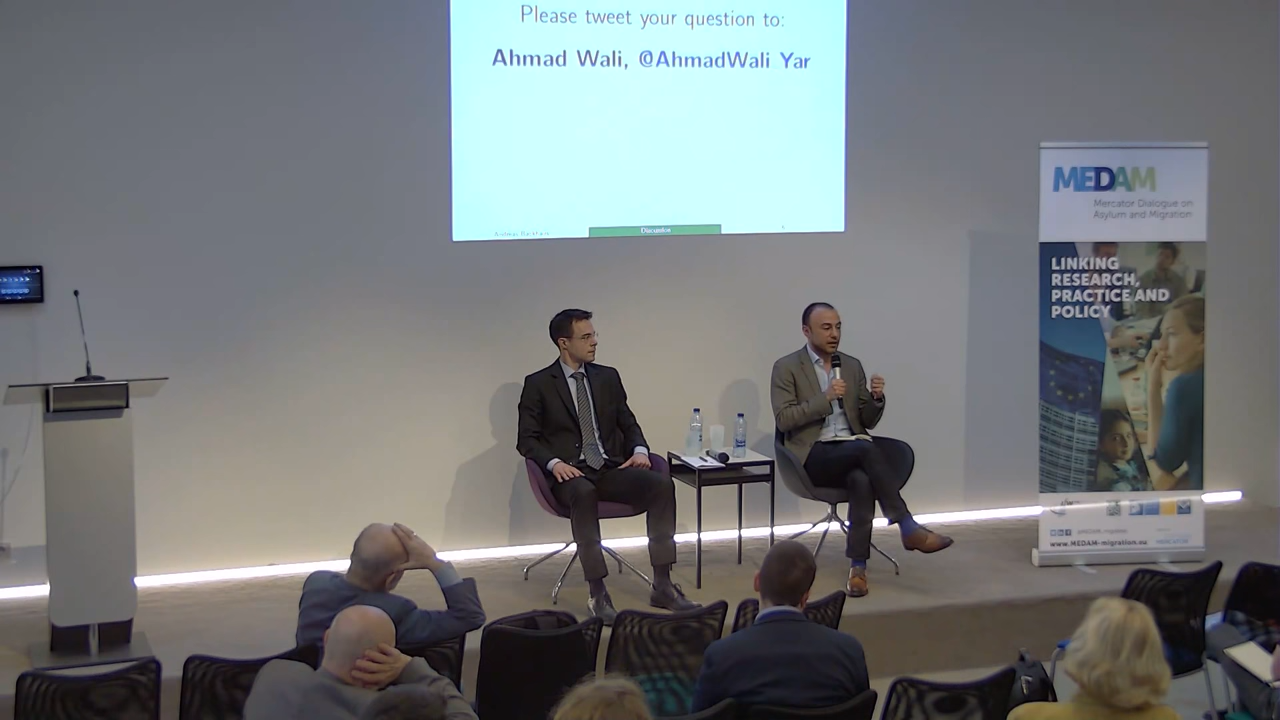 Please tweet your question to:
Ahmad Wali, @AhmadWali Yar
Discussion
MEDAM
Mercator Dialogue on
Asylum and Migration
LINKING
RESEARCH,
PRACTICE AND
POLICY
www.MEDAM-migration.eu
MERCATOR